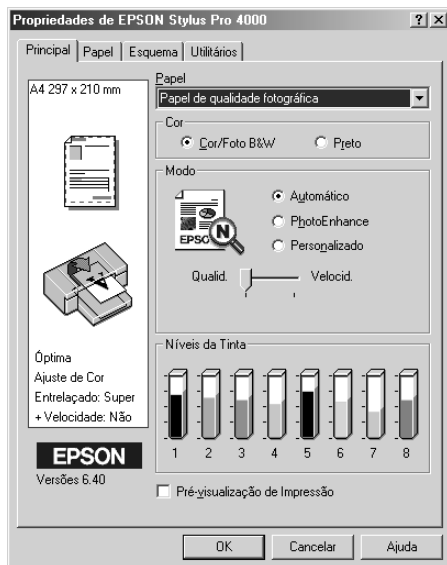 Propriedades de EPSON Stylus Pro 4000
Principal
Papel
Esquema
Utilitários
A4 297 x 210 mm
Papel
Papel de qualidade fotográfica
Cor
Cor/Foto B&W
Preto
Modo
Automático
PhotoEnhance
Personalizado
EPSON
N
Qualid.
Velocid.
Óptima
Ajuste de Cor
Entrelaçado: Super
+ Velocidade: Não
EPSON
Versões 6.40
Níveis da Tinta
1 2 3 4 5 6 7 8
Pré-visualização de Impressão
OK
Cancelar
Ajuda